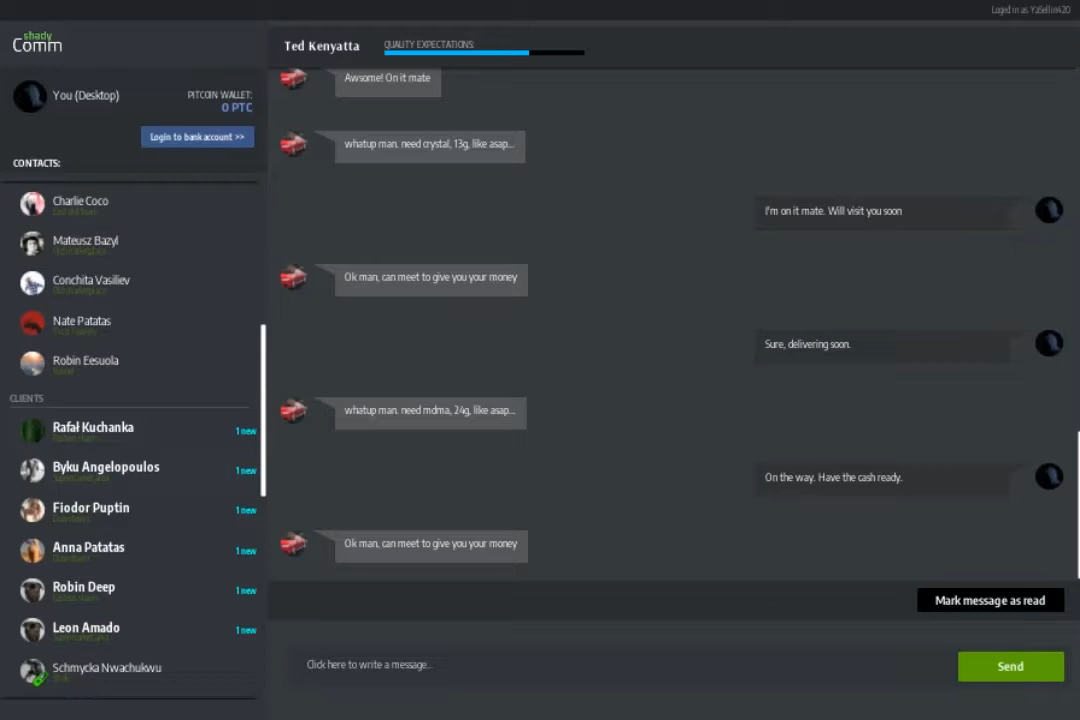 Loged in as YaSellin420
shady
Comm
Ted Kenyatta
QUALITY EXPECTATIONS:
You (Desktop)
PITCOIN WALLET:
0 PTC
Login to bank account >>
CONTACTS:
Charlie Coco
Mateusz Bazyl
Conchita Vasiliev
Nate Patatas
Robin Eesuola
CLIENTS
Rafał Kuchanka
1 new
Byku Angelopoulos
1 new
Fiodor Puptin
1 new
Anna Patatas
1 new
Robin Deep
1 new
Leon Amado
1 new
Schmycka Nwachukwu
Awsome! On it mate
whatup man. need crystal, 13g, like asap...
I'm on it mate. Will visit you soon
Ok man, can meet to give you your money
Sure, delivering soon.
whatup man. need mdma, 24g, like asap...
On the way. Have the cash ready.
Ok man, can meet to give you your money
Mark message as read
Click here to write a message...
Send